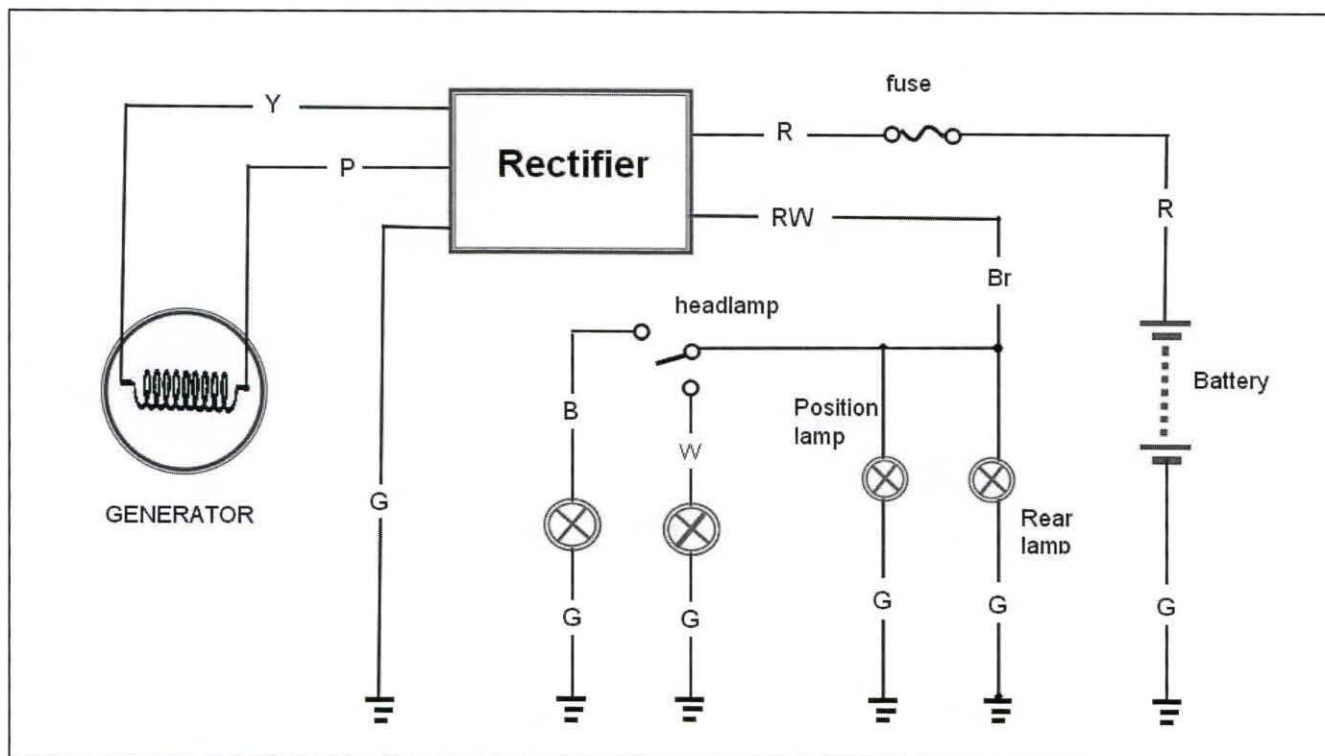 fuse
Y
R
Rectifier
P
R
RW
Br
headlamp
Battery
B
Position
lamp
W
G
GENERATOR
Rear
lamp
G
G
G
G
G